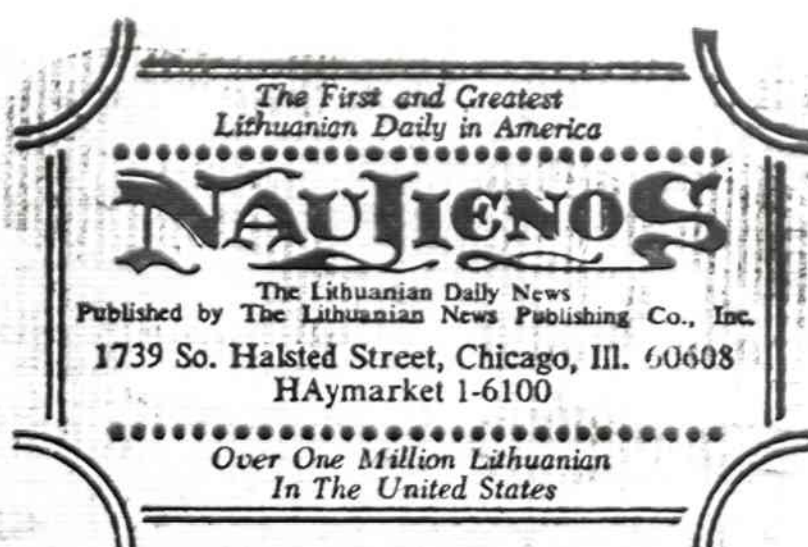 The First and Greatest
Lithuanian Daily in America
NAUJIENOS
The Lithuanian Daily News
Published by The Lithuanian News Publishing Co., Inc.
1739 So. Halsted Street, Chicago, Ill. 60608
HAymarket 1-6100
Over One Million Lithuanian
In The United States